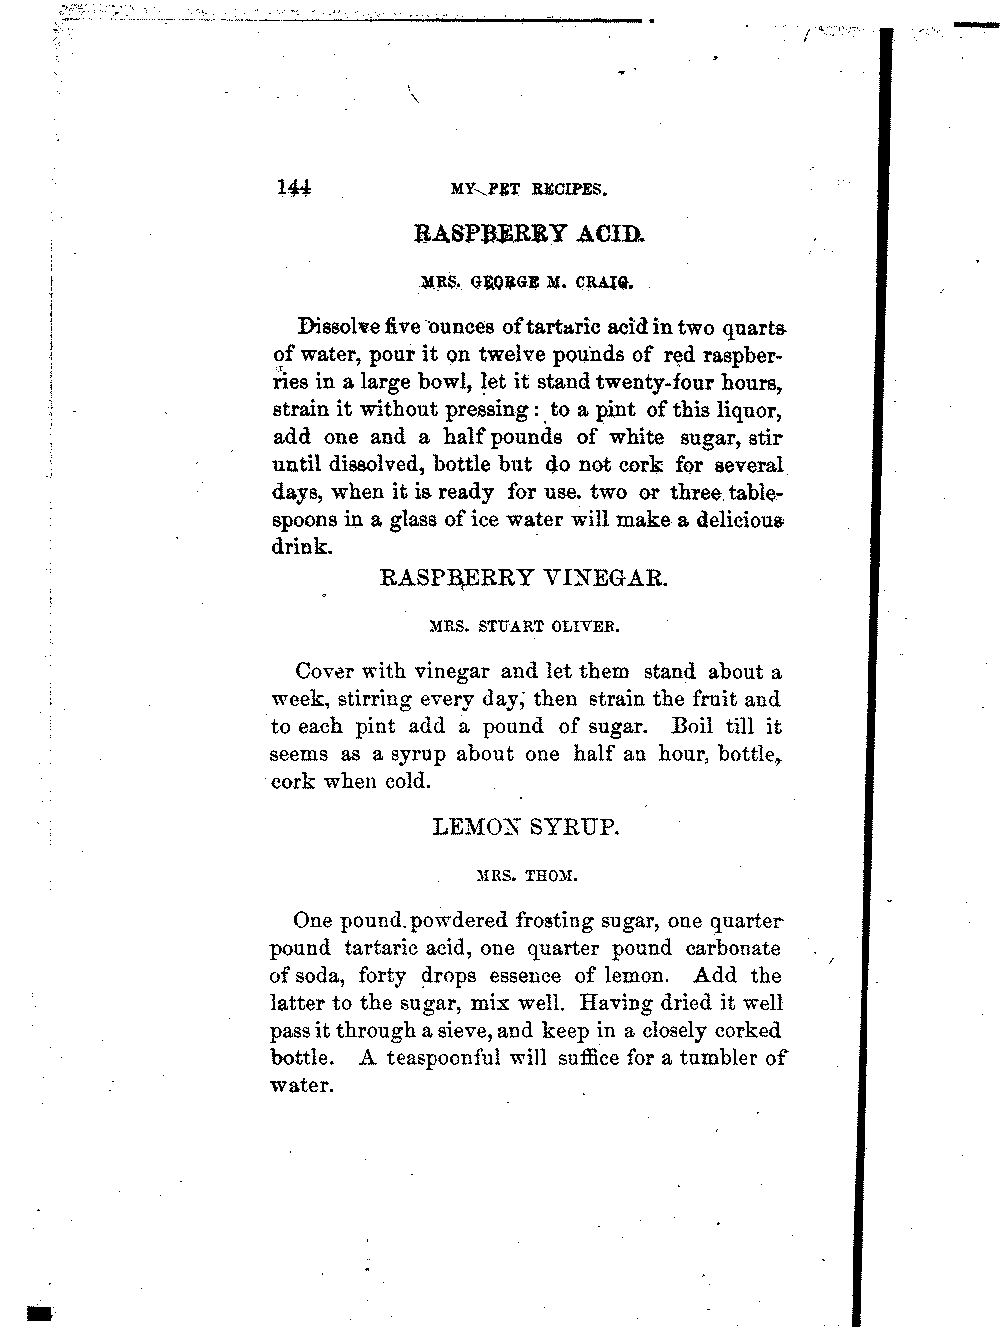 144 MY PET RECIPES.
RASPBERRY ACID.
MRS. GEORGE M. CRAIG.
Dissolve five ounces of tartaric acid in two quarts
of water, pour it on twelve pounds of red raspber-
ries in a large bowl, let it stand twenty-four hours,
strain it without pressing: to a pint of this liquor,
add one and a half pounds of white sugar, stir
until dissolved, bottle but do not cork for several
days, when it is ready for use. two or three table-
spoons in a glass of ice water will make a delicious
drink.
RASPBERRY VINEGAR.
MRS. STUART OLIVER.
Cover with vinegar and let them stand about a
week, stirring every day, then strain the fruit and
to each pint add a pound of sugar. Boil till it
seems as a syrup about one half an hour, bottle,
cork when cold.
LEMON SYRUP.
MRS. THOM.
One pound powdered frosting sugar, one quarter
pound tartaric acid, one quarter pound carbonate
of soda, forty drops essence of lemon. Add the
latter to the sugar, mix well. Having dried it well
pass it through a sieve, and keep in a closely corked
bottle. A teaspoonful will suffice for a tumbler of
water.